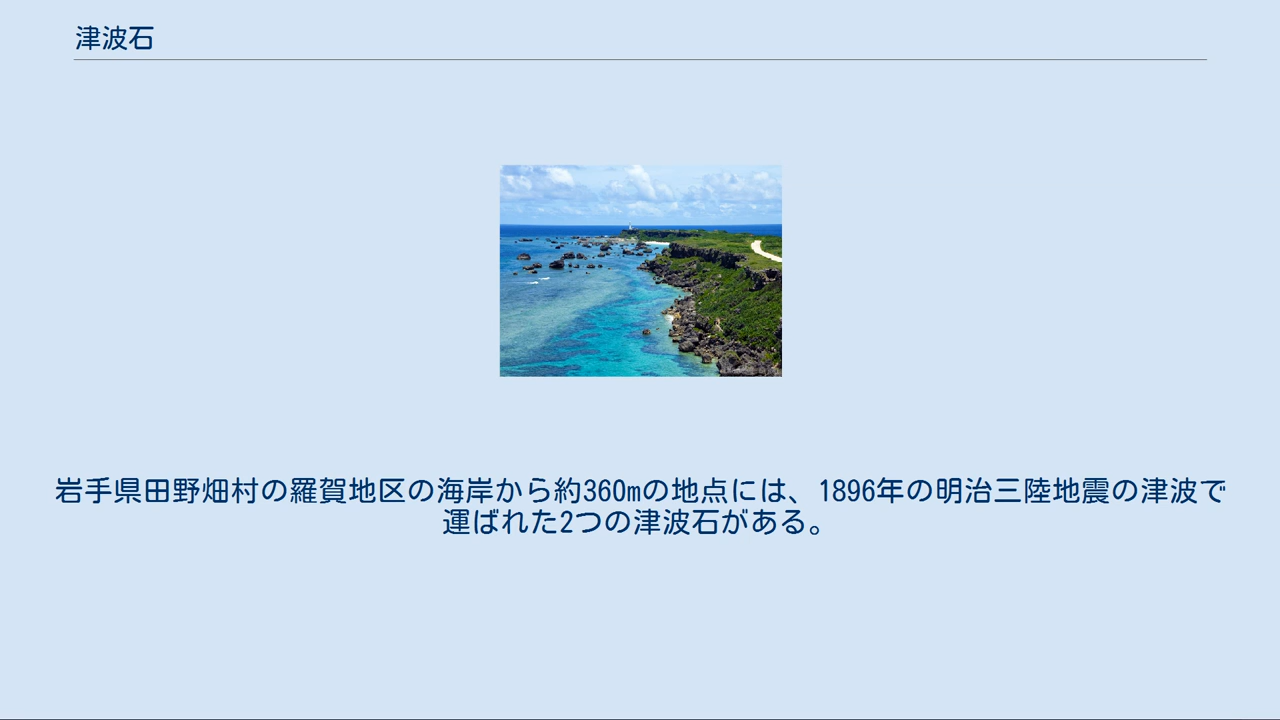 津波石
岩手県田野畑村の羅賀地区の海岸から約360mの地点には、1896年の明治三陸地震の津波で
運ばれた2つの津波石がある。